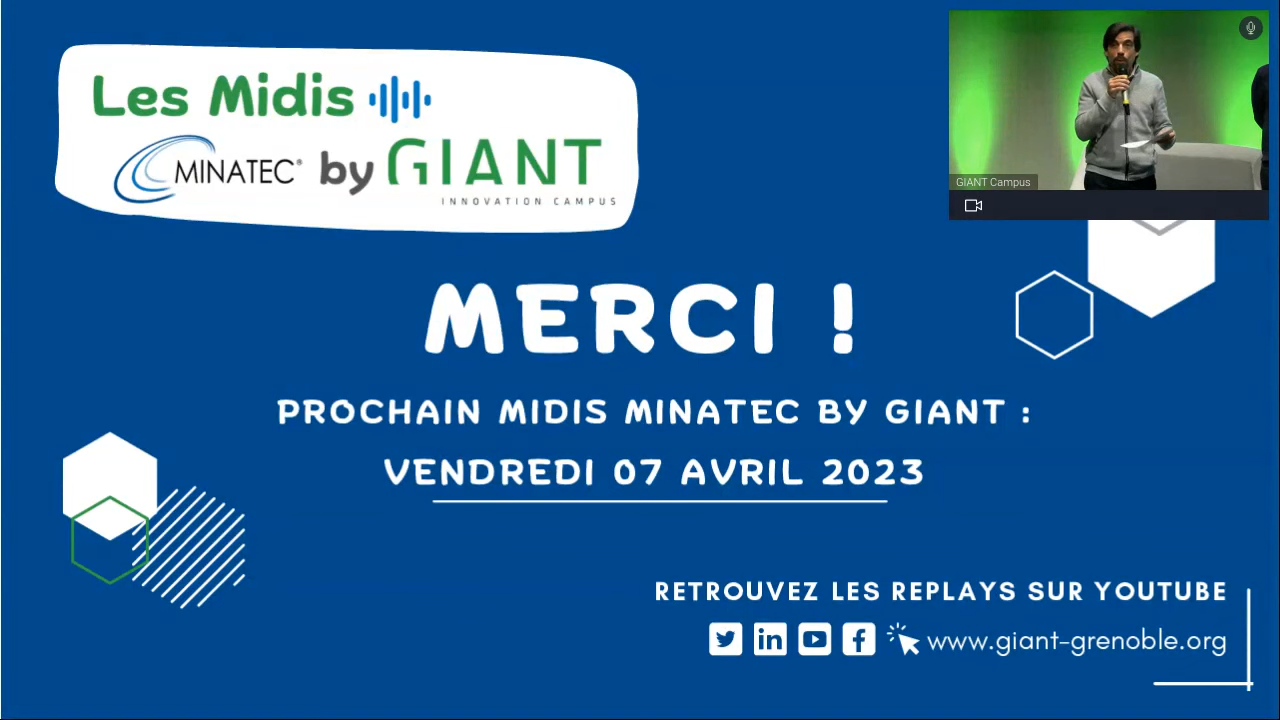 Les Midis
MINATEC® by GIANT
INNOVATION CAMPUS
GIANT Campus
MERCI !
PROCHAIN MIDIS MINATEC BY GIANT :
VENDREDI 07 AVRIL 2023
RETROUVEZ LES REPLAYS SUR YOUTUBE
www.giant-grenoble.org